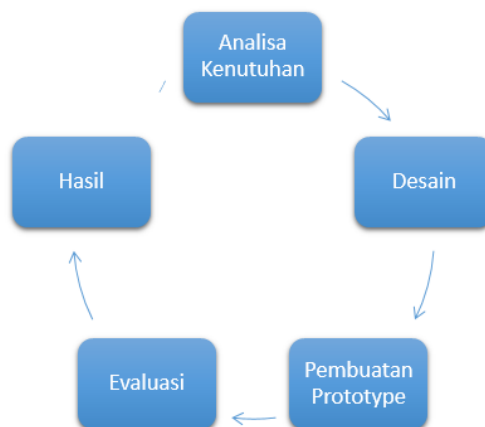 Analisa
Kenutuhan
Desain
Pembuatan
Prototype
Evaluasi
Hasil